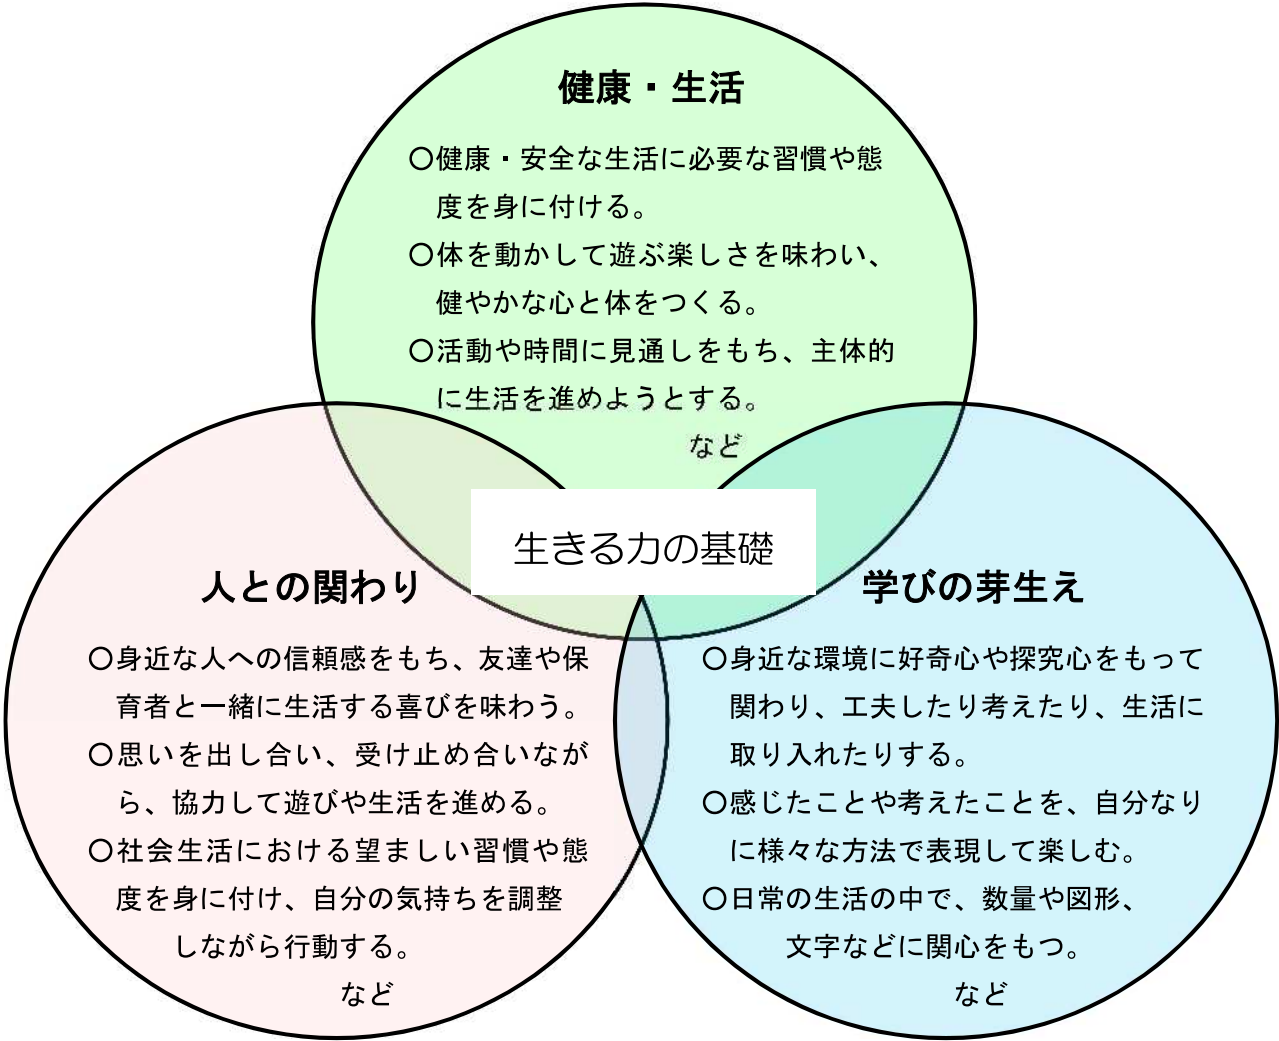 健康・生活
○健康・安全な生活に必要な習慣や態
度を身に付ける。
○体を動かして遊ぶ楽しさを味わい、
健やかな心と体をつくる。
○活動や時間に見通しをもち、主体的
に生活を進めようとする。
など
生きる力の基礎
人との関わり
○身近な人への信頼感をもち、友達や保
育者と一緒に生活する喜びを味わう。
○思いを出し合い、受け止め合いなが
ら、協力して遊びや生活を進める。
○社会生活における望ましい習慣や態
度を身に付け、自分の気持ちを調整
しながら行動する。
など
学びの芽生え
○身近な環境に好奇心や探究心をもって
関わり、工夫したり考えたり、生活に
取り入れたりする。
○感じたことや考えたことを、自分なり
に様々な方法で表現して楽しむ。
○日常の生活の中で、数量や図形、
文字などに関心をもつ。
など